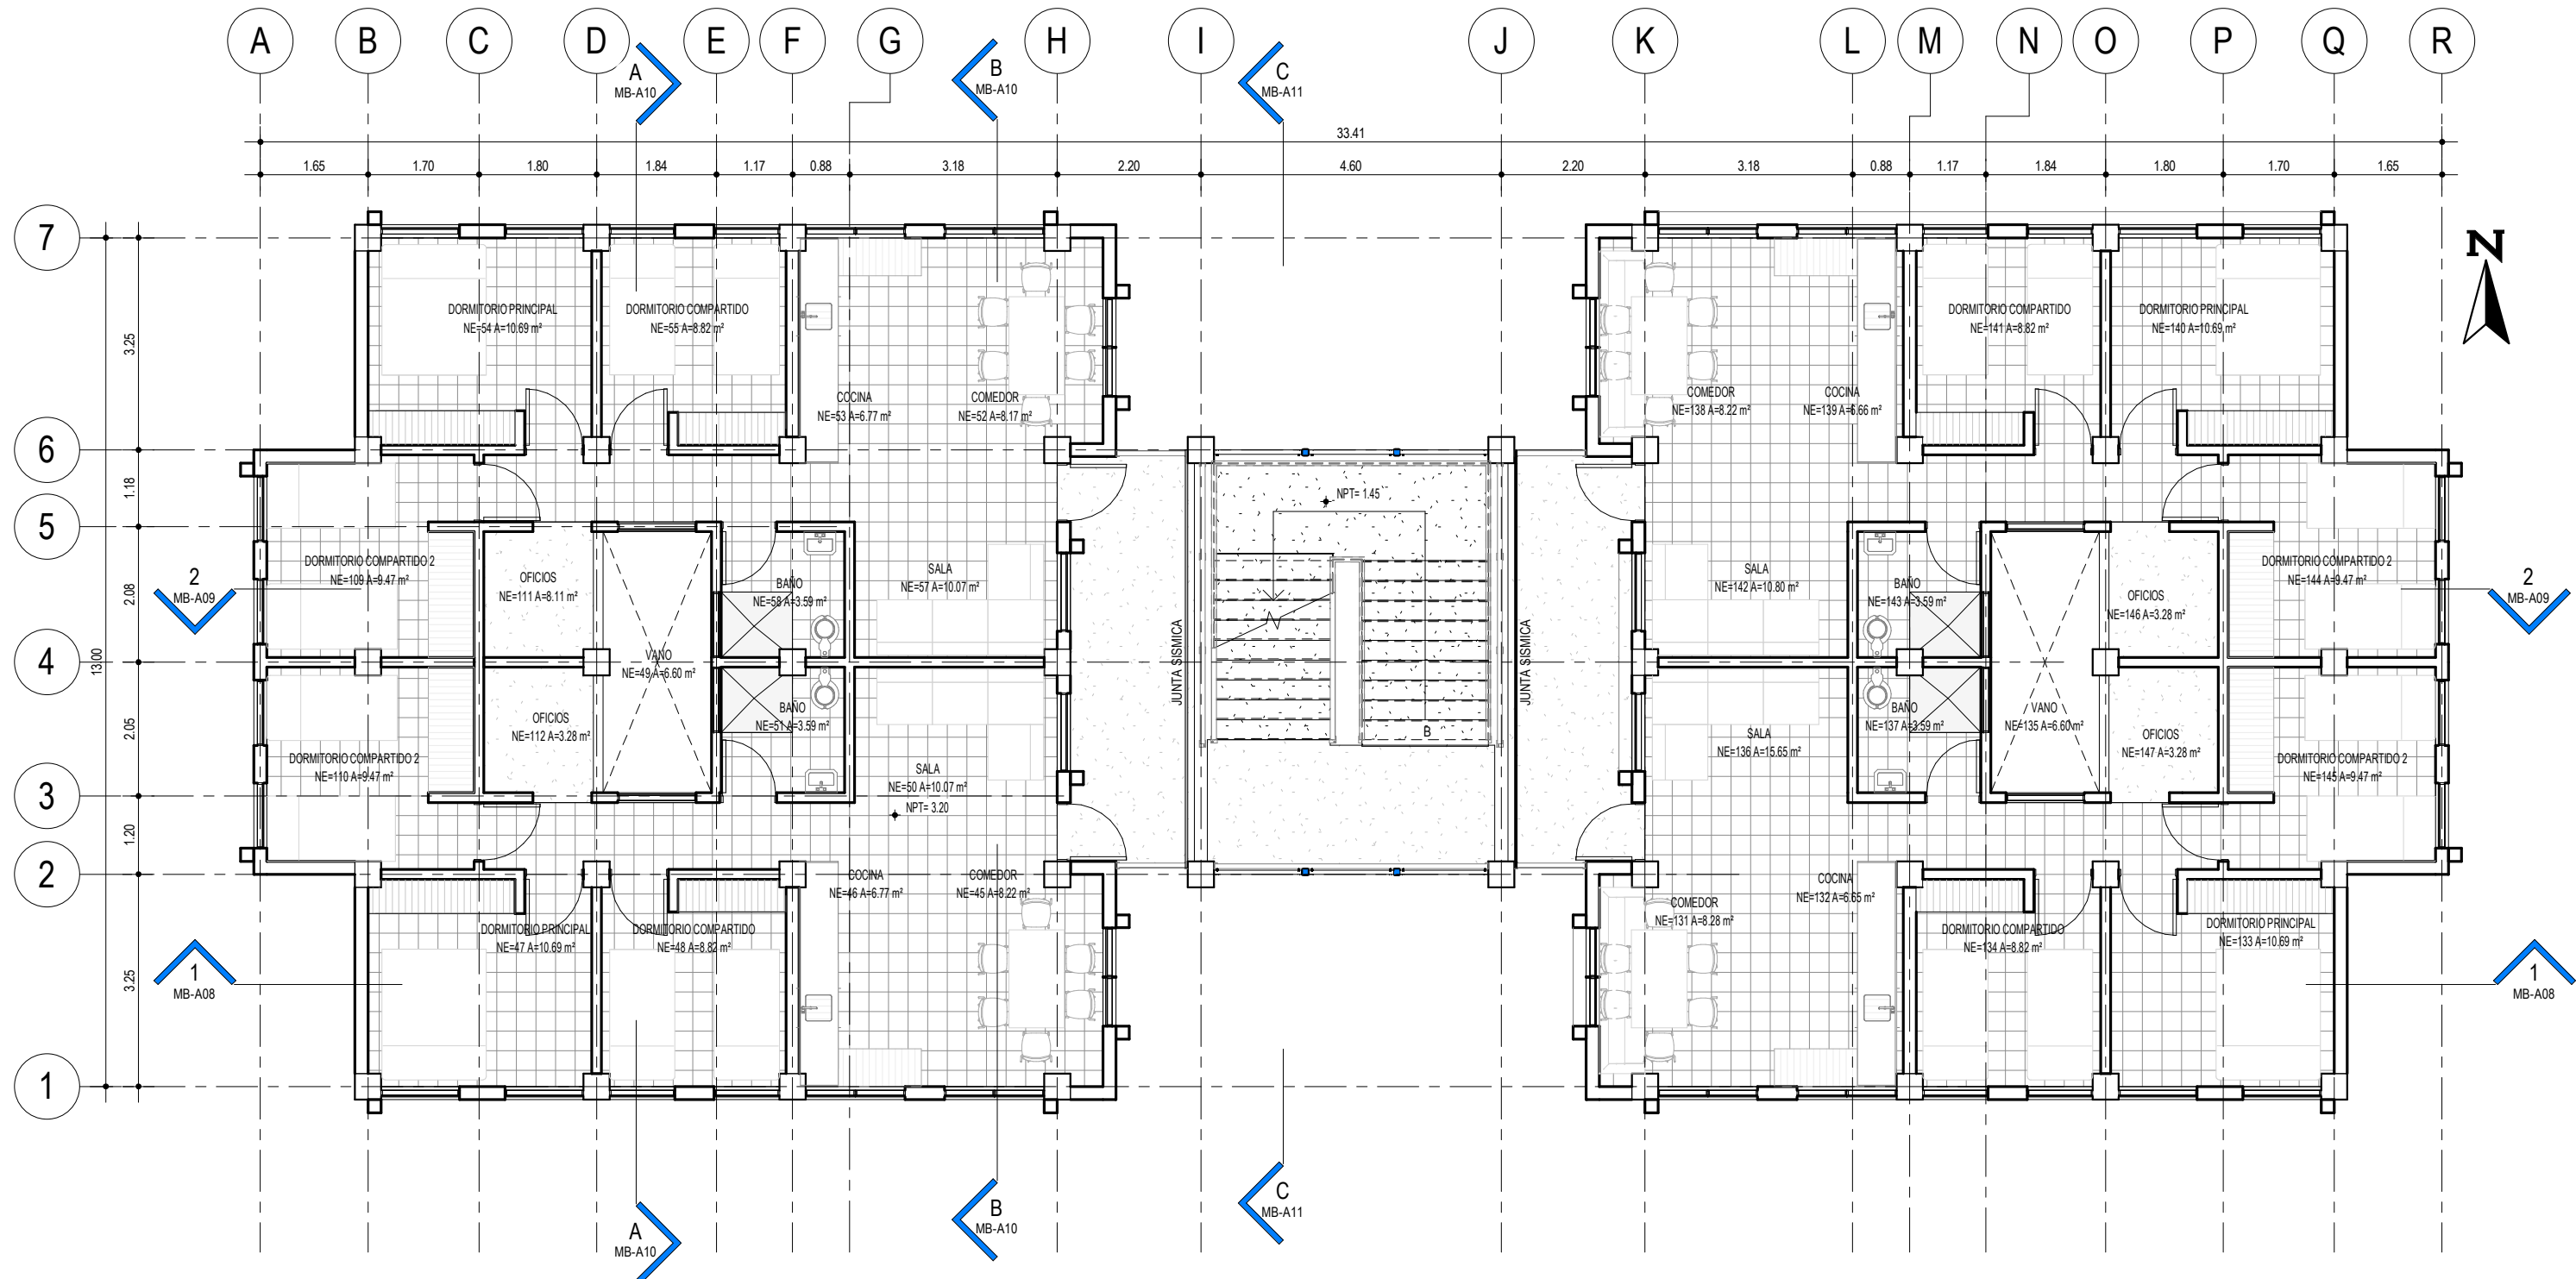 A B C D E F G H I J K L M N O P Q R
A
MB-A10
B
MB-A10
C
MB-A11
33.41
1.65 1.70 1.80 1.84 1.17 0.88 3.18 2.20 4.60 2.20 3.18 0.88 1.17 1.84 1.80 1.70 1.65
7
N
3.25
DORMITORIO PRINCIPAL
NE=54 A=10.69 m²
DORMITORIO COMPARTIDO
NE=55 A=8.82 m²
COCINA
NE=53 A=6.77 m²
COMEDOR
NE=52 A=8.17 m²
COMEDOR
NE=138 A=8.22 m²
COCINA
NE=139 A=6.66 m²
DORMITORIO COMPARTIDO
NE=141 A=8.82 m²
DORMITORIO PRINCIPAL
NE=140 A=10.69 m²
6
1.18
NPT= 1.45
5
2.08
2
MB-A09
DORMITORIO COMPARTIDO 2
NE=109 A=9.47 m²
OFICIOS
NE=111 A=8.11 m²
BAÑO
NE=58 A=3.59 m²
SALA
NE=57 A=10.07 m²
SALA
NE=142 A=10.80 m²
BAÑO
NE=143 A=3.59 m²
OFICIOS
NE=146 A=3.28 m²
DORMITORIO COMPARTIDO 2
NE=144 A=9.47 m²
2
MB-A09
4
13.00
VANO
NE=49 A=6.60 m²
JUNTA SISMICA
JUNTA SISMICA
2.05
DORMITORIO COMPARTIDO 2
NE=110 A=9.47 m²
OFICIOS
NE=112 A=3.28 m²
BAÑO
NE=51 A=3.59 m²
SALA
NE=50 A=10.07 m²
NPT= 3.20
B
SALA
NE=136 A=15.65 m²
BAÑO
NE=137 A=3.59 m²
VANO
NE=135 A=6.60 m²
OFICIOS
NE=147 A=3.28 m²
DORMITORIO COMPARTIDO 2
NE=145 A=9.47 m²
3
1.20
2
COCINA
NE=46 A=6.77 m²
COMEDOR
NE=45 A=8.22 m²
COMEDOR
NE=131 A=8.28 m²
COCINA
NE=132 A=6.65 m²
DORMITORIO PRINCIPAL
NE=47 A=10.69 m²
DORMITORIO COMPARTIDO
NE=48 A=8.82 m²
DORMITORIO COMPARTIDO
NE=134 A=8.82 m²
DORMITORIO PRINCIPAL
NE=133 A=10.69 m²
1
MB-A08
3.25
1
MB-A08
1
A
MB-A10
B
MB-A10
C
MB-A11